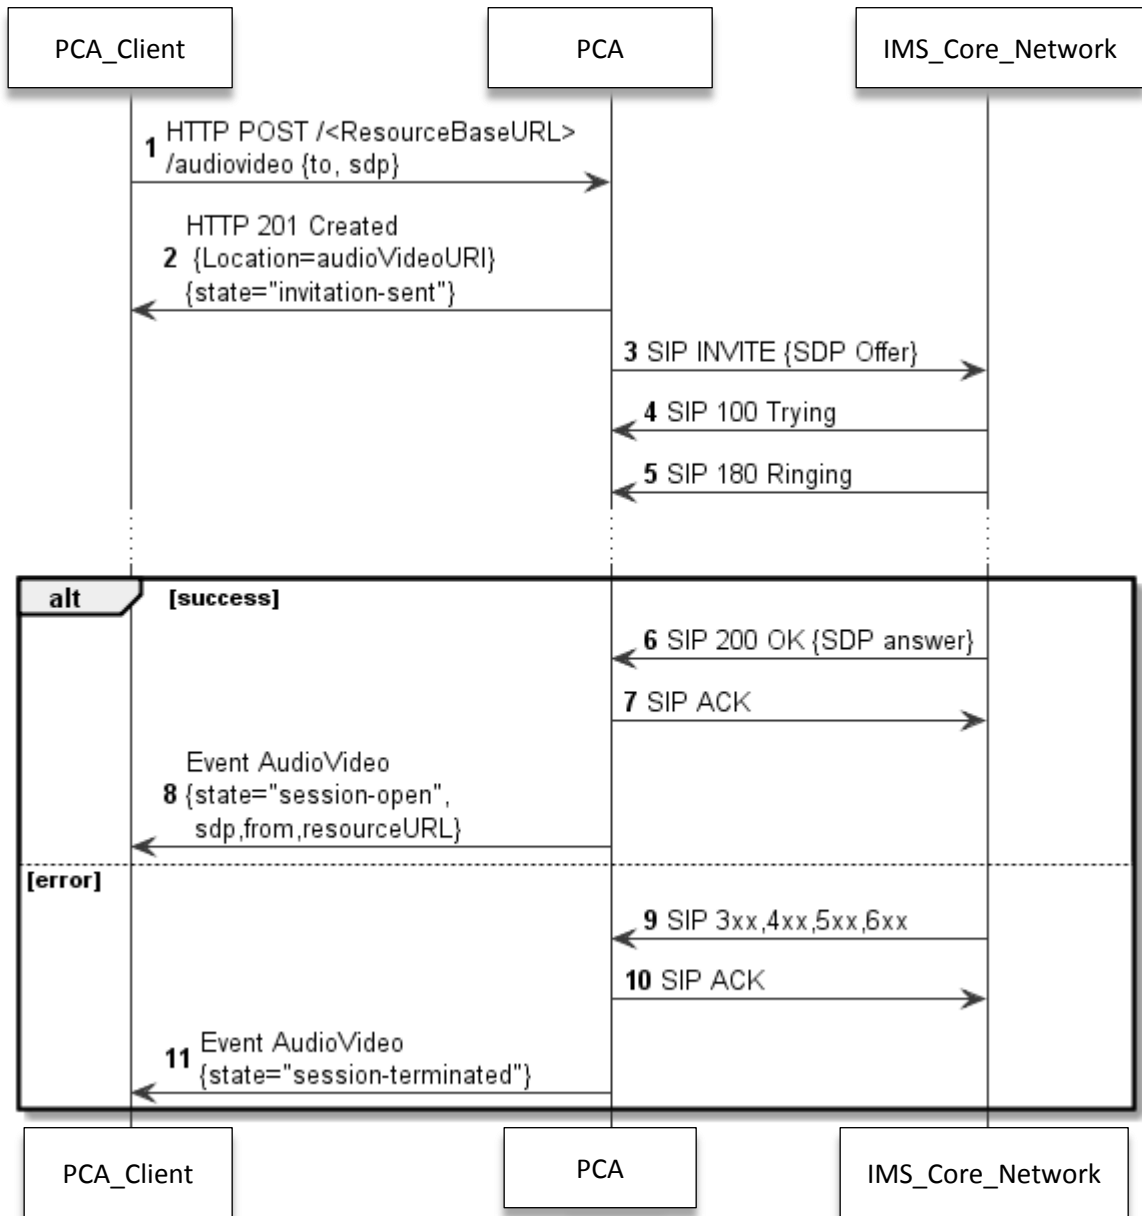 PCA_Client
PCA
IMS_Core_Network
HTTP POST /<ResourceBaseURL>
1
/audiovideo {to, sdp}
HTTP 201 Created
2 {Location=audioVideoURI}
{state="invitation-sent"}
3 SIP INVITE {SDP Offer}
4 SIP 100 Trying
5 SIP 180 Ringing
alt [success]
6 SIP 200 OK {SDP answer}
7 SIP ACK
Event AudioVideo
8 {state="session-open",
sdp,from,resourceURL}
[error]
9 SIP 3xx,4xx,5xx,6xx
10 SIP ACK
Event AudioVideo
11
{state="session-terminated"}
PCA_Client
PCA
IMS_Core_Network